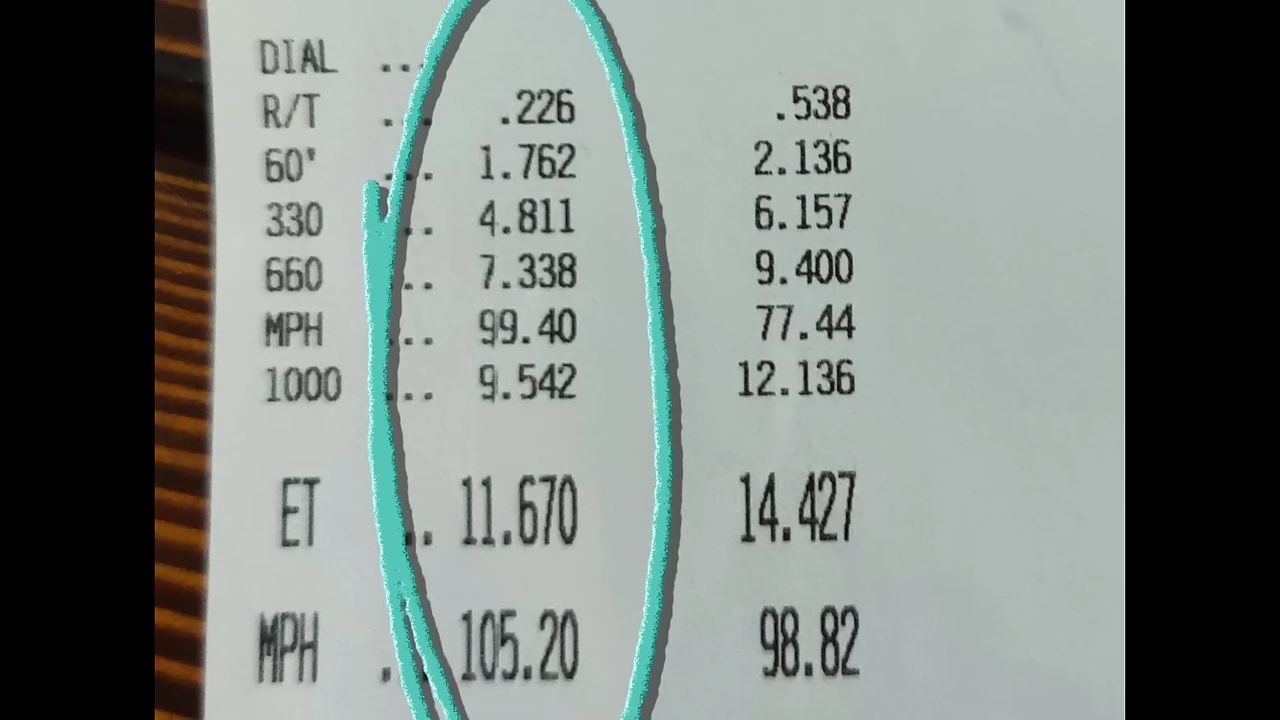 DIAL ...
R/T ... .226 .538
60' ... 1.762 2.136
330 ... 4.811 6.157
660 ... 7.338 9.400
MPH ... 99.40 77.44
1000 ... 9.542 12.136
ET ... 11.670 14.427
MPH ... 105.20 98.82